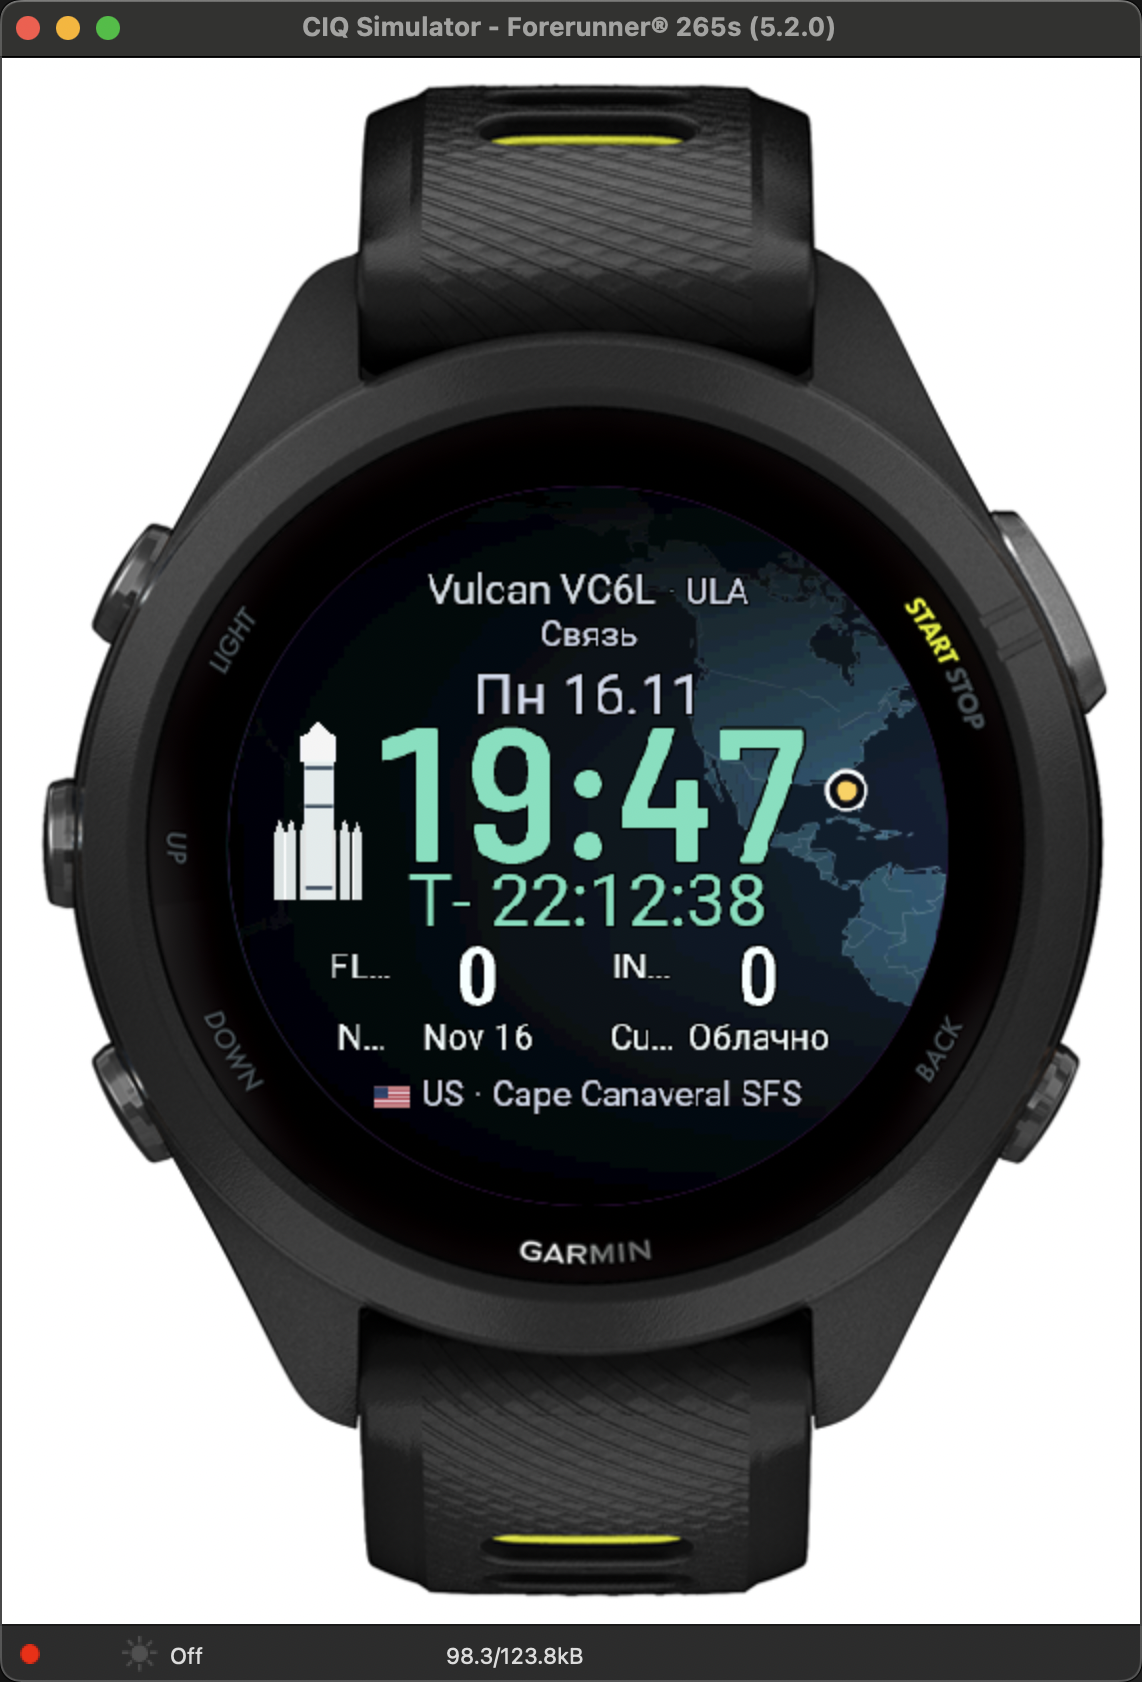 CIQ Simulator - Forerunner® 265s (5.2.0)
LIGHT
START STOP
UP
DOWN
BACK
Vulcan VC6L · ULA
Связь
Пн 16.11
19:47
T- 22:12:38
FL... 0 IN... 0
N... Nov 16 Cu... Облачно
US · Cape Canaveral SFS
GARMIN
Off 98.3/123.8kB